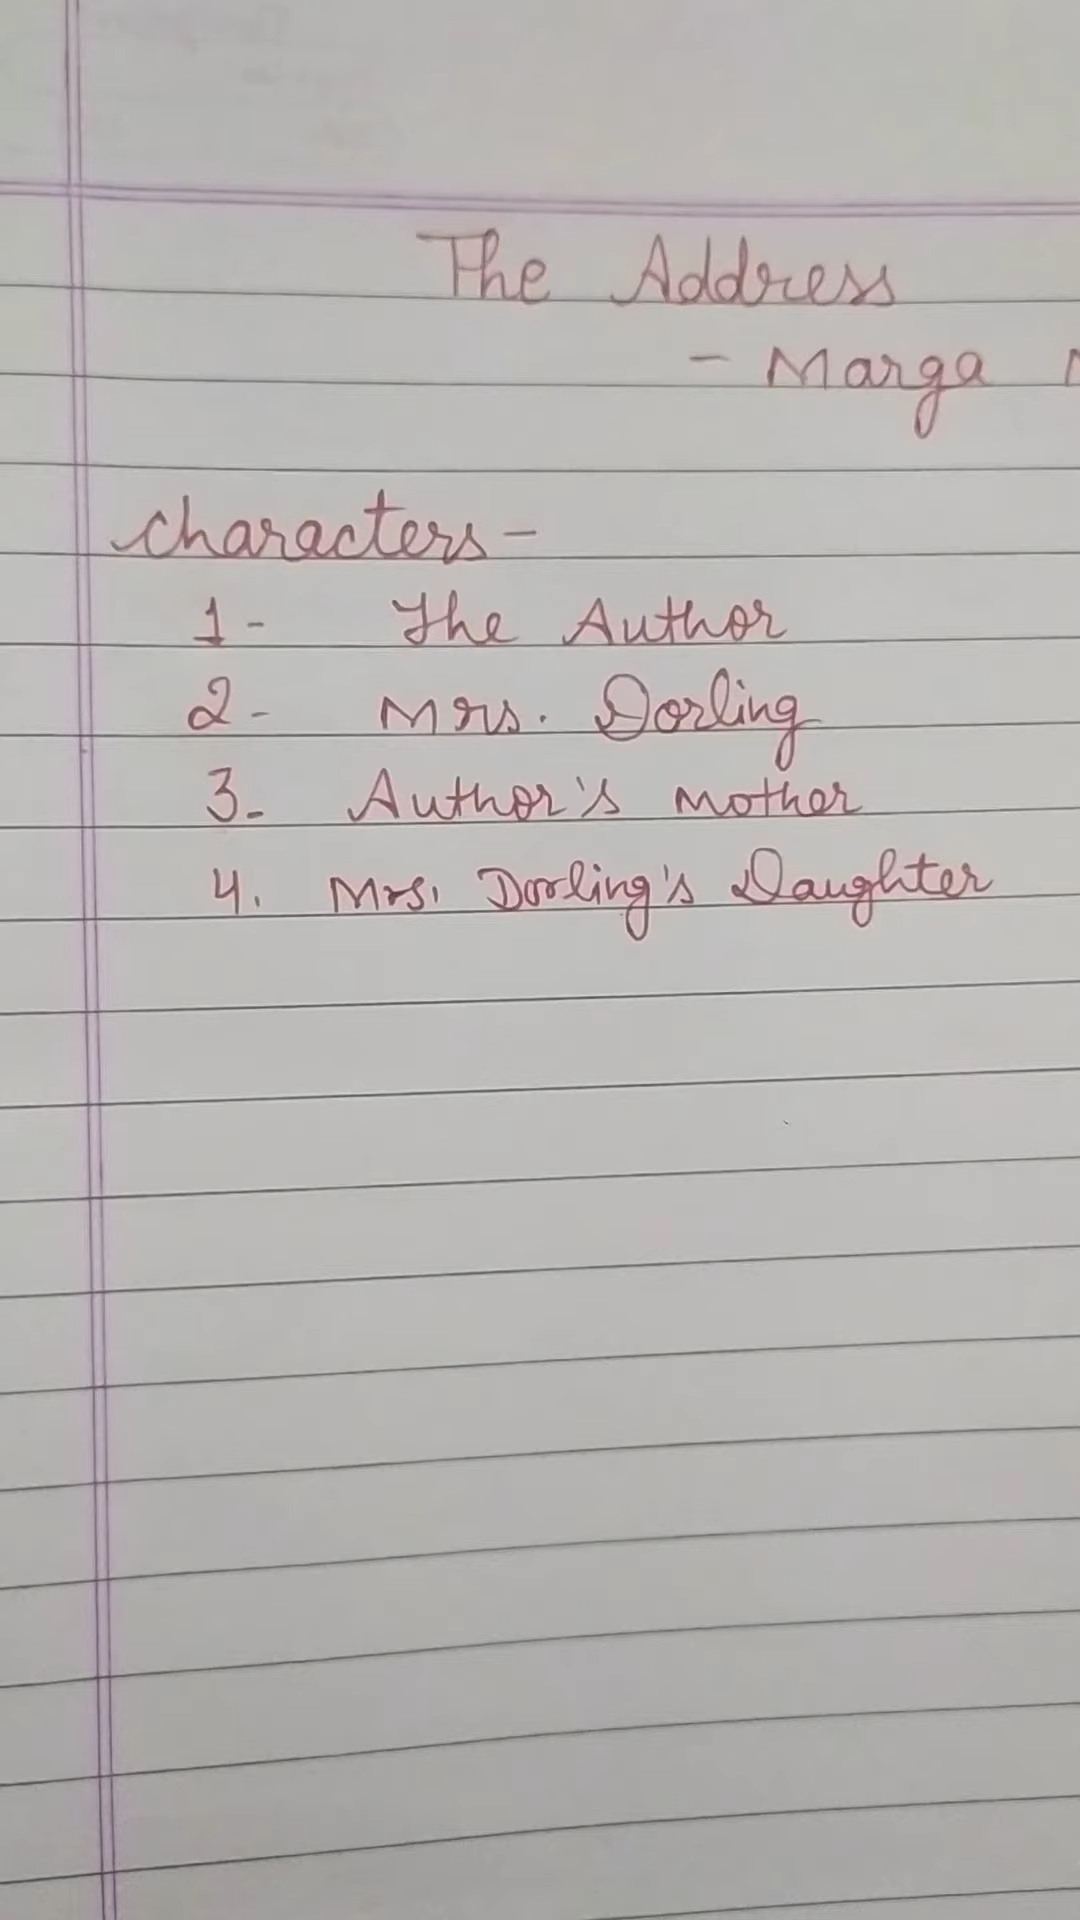 The Address
- Marga
Characters -
1- The Author
2- Mrs. Dorling
3- Author's Mother
4. Mrs. Dorling's Daughter